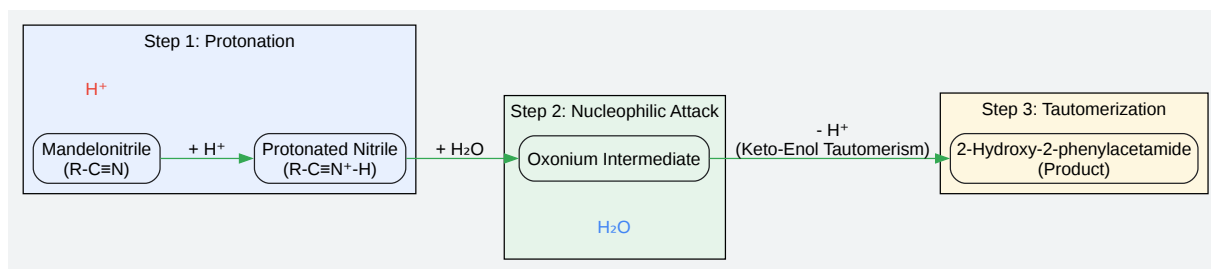 Step 1: Protonation
H⁺
Mandelonitrile
(R-C≡N)
+ H⁺
Protonated Nitrile
(R-C≡N⁺-H)
+ H₂O
Step 2: Nucleophilic Attack
Oxonium Intermediate
H₂O
- H⁺
(Keto-Enol Tautomerism)
Step 3: Tautomerization
2-Hydroxy-2-phenylacetamide
(Product)